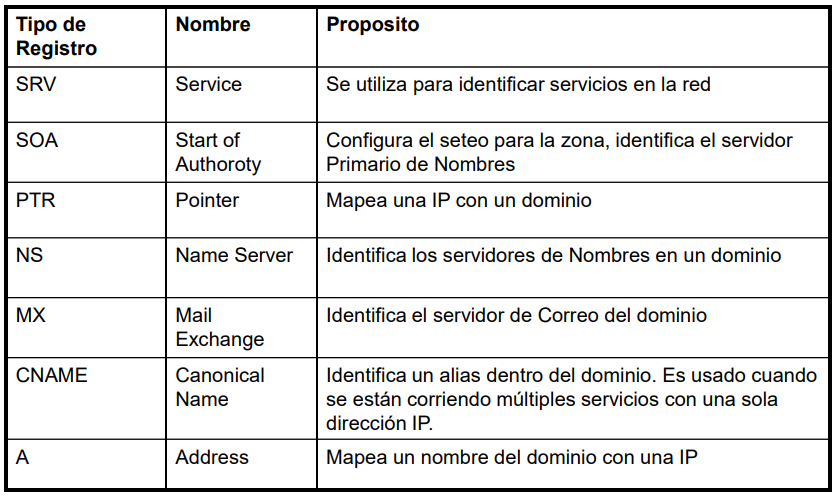 Tipo de Registro Nombre Proposito
SRV Service Se utiliza para identificar servicios en la red
SOA Start of Authoroty Configura el seteo para la zona, identifica el servidor Primario de Nombres
PTR Pointer Mapea una IP con un dominio
NS Name Server Identifica los servidores de Nombres en un dominio
MX Mail Exchange Identifica el servidor de Correo del dominio
CNAME Canonical Name Identifica un alias dentro del dominio. Es usado cuando se están corriendo múltiples servicios con una sola dirección IP.
A Address Mapea un nombre del dominio con una IP